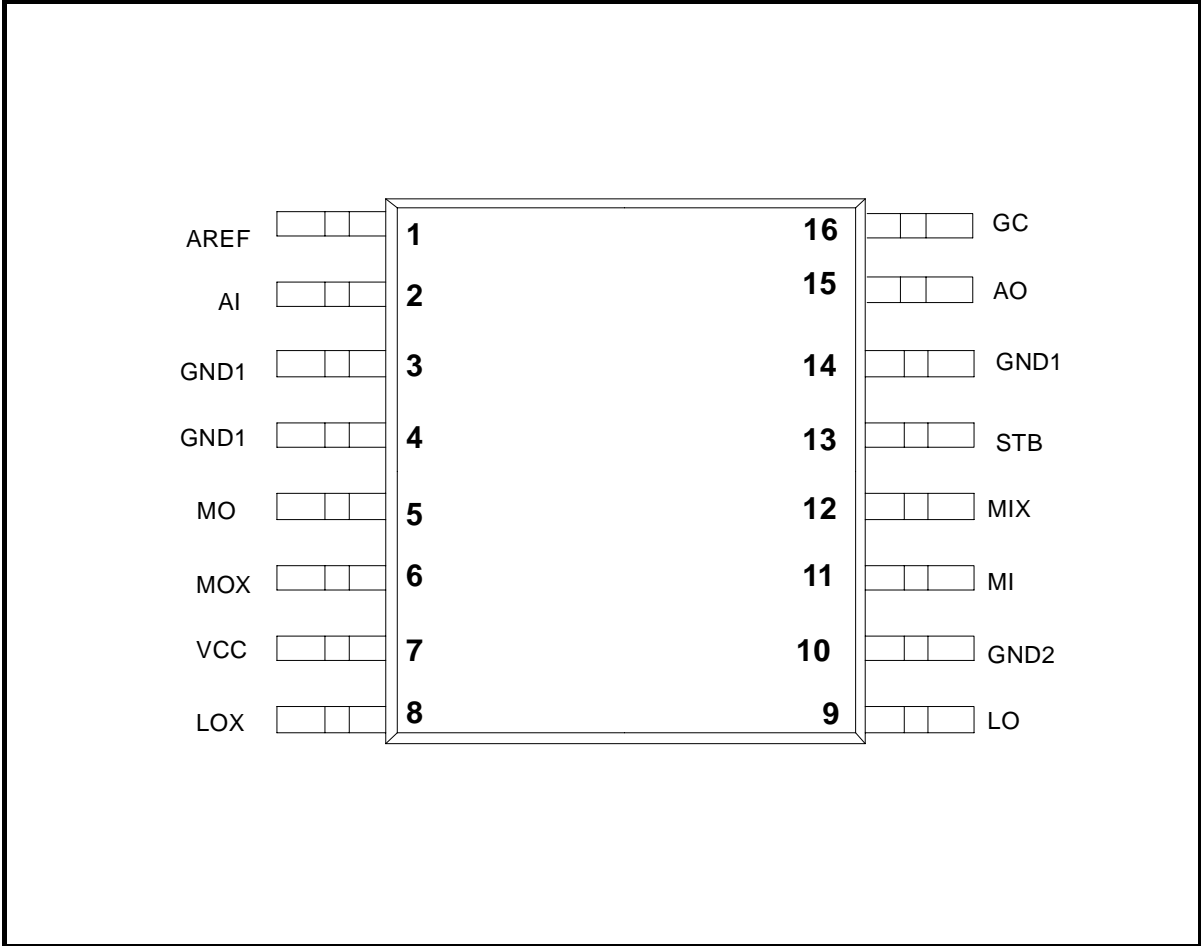 AREF 1 16 GC
AI 2 15 AO
GND1 3 14 GND1
GND1 4 13 STB
MO 5 12 MIX
MOX 6 11 MI
VCC 7 10 GND2
LOX 8 9 LO